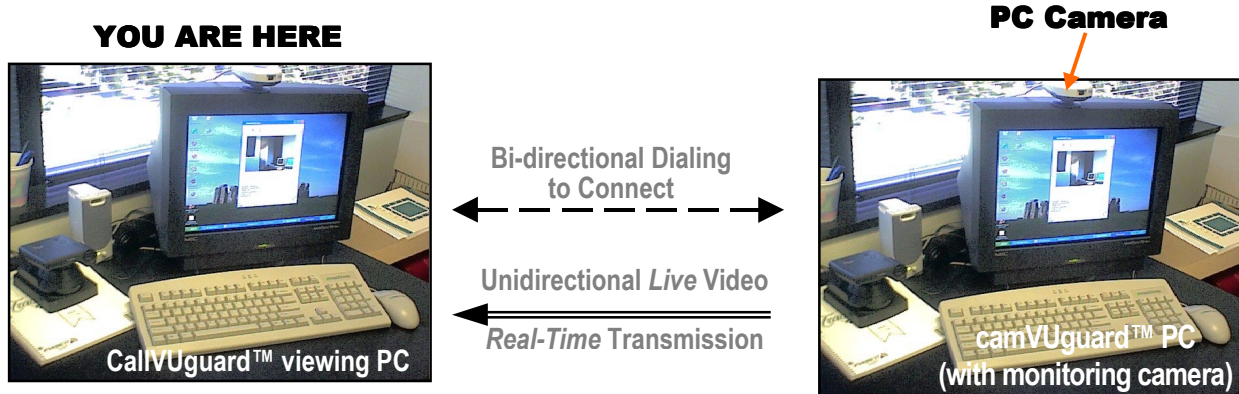 YOU ARE HERE
PC Camera
Bi-directional Dialing
to Connect
Unidirectional Live Video
Real-Time Transmission
CallVUguard™ viewing PC
camVUguard™ PC
(with monitoring camera)